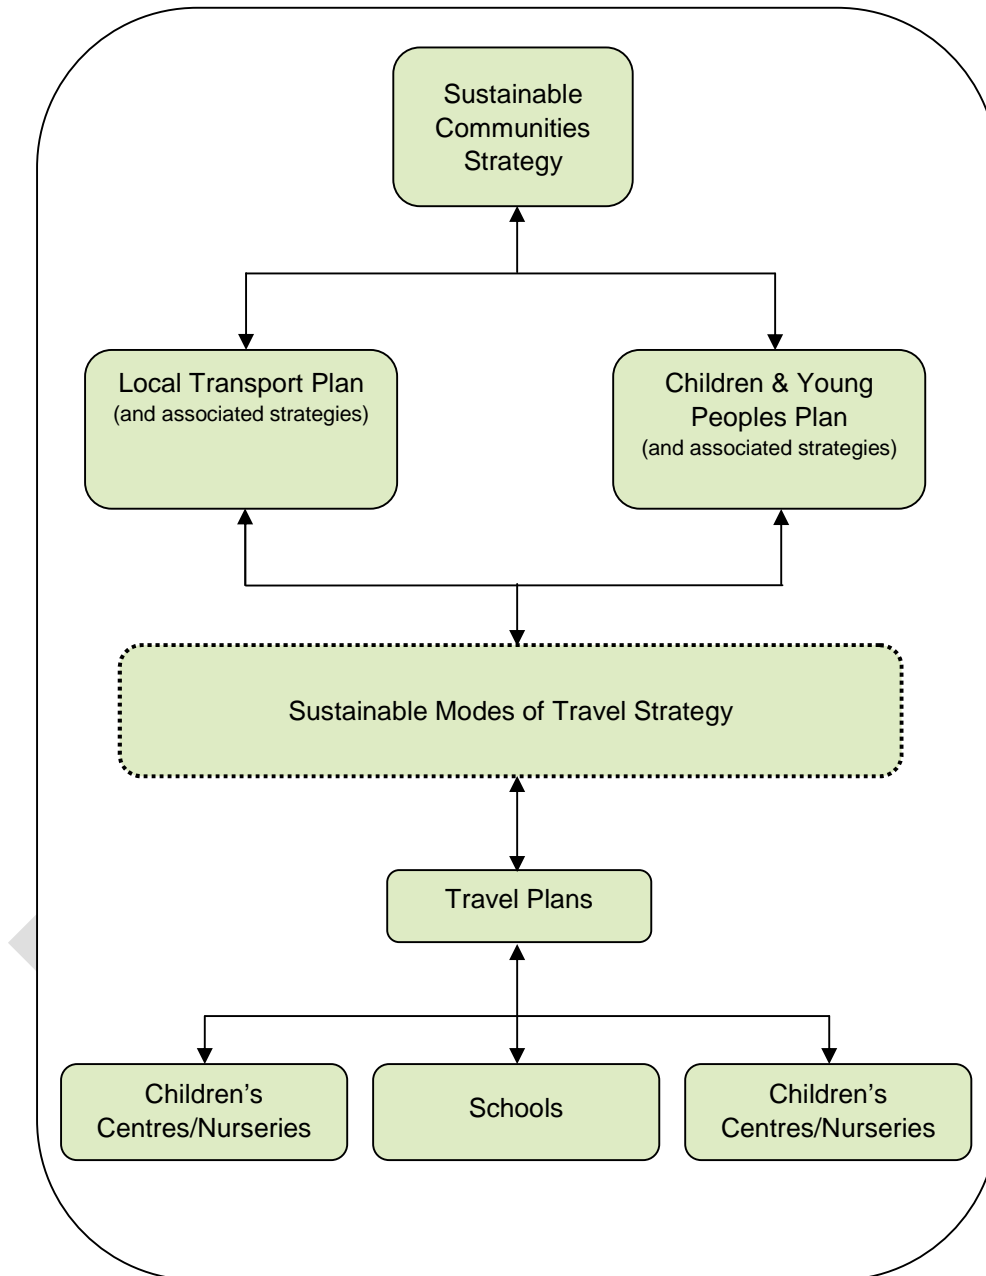 Sustainable
Communities
Strategy
Local Transport Plan
(and associated strategies)
Children & Young
Peoples Plan
(and associated strategies)
Sustainable Modes of Travel Strategy
Travel Plans
Children's
Centres/Nurseries
Schools
Children's
Centres/Nurseries